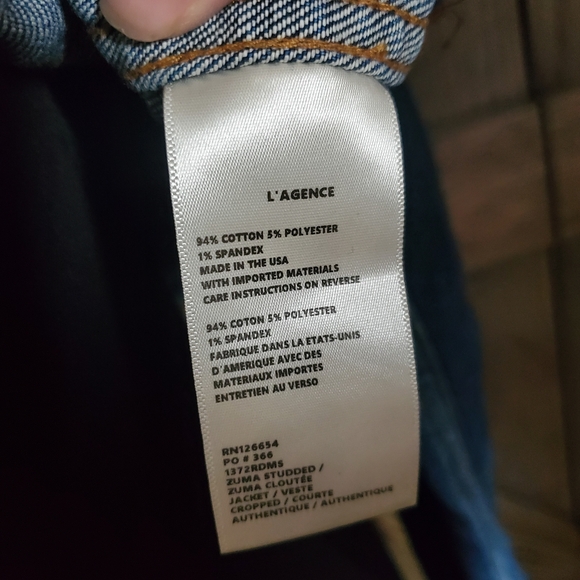 L'AGENCE
94% COTTON 5% POLYESTER
1% SPANDEX
MADE IN THE USA
WITH IMPORTED MATERIALS
CARE INSTRUCTIONS ON REVERSE
94% COTON 5% POLYESTER
1% SPANDEX
FABRIQUE DANS LA ETATS-UNIS
D'AMERIQUE AVEC DES
MATERIAUX IMPORTES
ENTRETIEN AU VERSO
RN126654
PO # 366
1372RDMS
ZUMA STUDDED /
ZUMA CLOUTÉE
JACKET / VESTE
CROPPED / COURTE
AUTHENTIQUE / AUTHENTIQUE